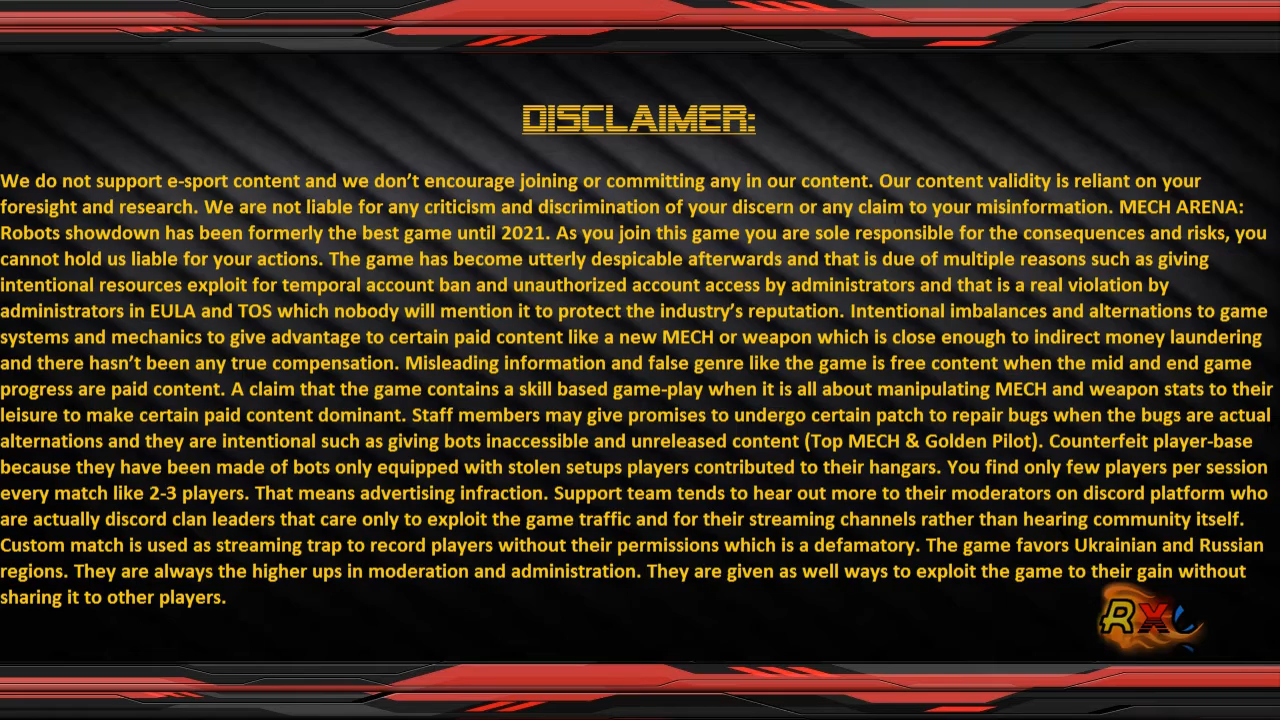 DISCLAIMER:
We do not support e-sport content and we don’t encourage joining or committing any in our content. Our content validity is reliant on your
foresight and research. We are not liable for any criticism and discrimination of your discern or any claim to your misinformation. MECH ARENA:
Robots showdown has been formerly the best game until 2021. As you join this game you are sole responsible for the consequences and risks, you
cannot hold us liable for your actions. The game has become utterly despicable afterwards and that is due of multiple reasons such as giving
intentional resources exploit for temporal account ban and unauthorized account access by administrators and that is a real violation by
administrators in EULA and TOS which nobody will mention it to protect the industry’s reputation. Intentional imbalances and alternations to game
systems and mechanics to give advantage to certain paid content like a new MECH or weapon which is close enough to indirect money laundering
and there hasn’t been any true compensation. Misleading information and false genre like the game is free content when the mid and end game
progress are paid content. A claim that the game contains a skill based game-play when it is all about manipulating MECH and weapon stats to their
leisure to make certain paid content dominant. Staff members may give promises to undergo certain patch to repair bugs when the bugs are actual
alternations and they are intentional such as giving bots inaccessible and unreleased content (Top MECH & Golden Pilot). Counterfeit player-base
because they have been made of bots only equipped with stolen setups players contributed to their hangars. You find only few players per session
every match like 2-3 players. That means advertising infraction. Support team tends to hear out more to their moderators on discord platform who
are actually discord clan leaders that care only to exploit the game traffic and for their streaming channels rather than hearing community itself.
Custom match is used as streaming trap to record players without their permissions which is a defamatory. The game favors Ukrainian and Russian
regions. They are always the higher ups in moderation and administration. They are given as well ways to exploit the game to their gain without
sharing it to other players.
RX